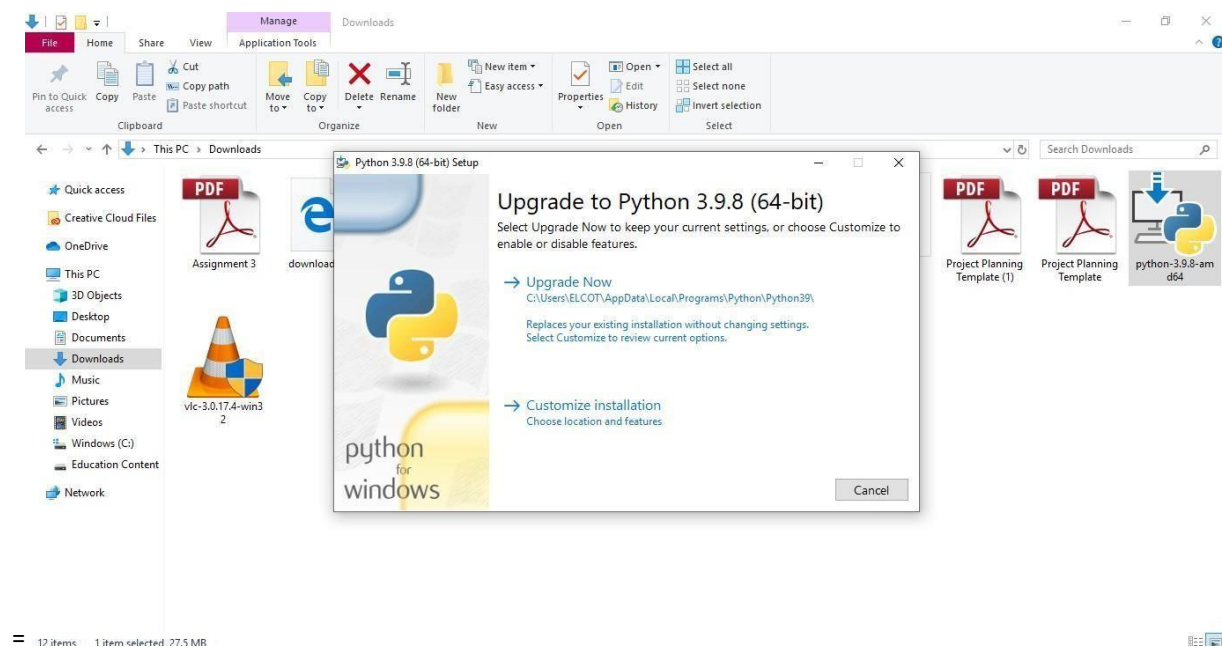 Manage
Downloads
File
Home
Share
View
Application Tools
Pin to Quick
access
Copy
Paste
Cut
Copy path
Paste shortcut
Clipboard
Move
to
Copy
to
Delete
Rename
Organize
New
folder
New item
Easy access
New
Properties
Open
Edit
History
Open
Select all
Select none
Invert selection
Select
This PC › Downloads
Search Downloads
Quick access
Creative Cloud Files
OneDrive
This PC
3D Objects
Desktop
Documents
Downloads
Music
Pictures
Videos
Windows (C:)
Education Content
Network
PDF
Assignment 3
download
vlc-3.0.17.4-win3
2
Python 3.9.8 (64-bit) Setup
Upgrade to Python 3.9.8 (64-bit)
Select Upgrade Now to keep your current settings, or choose Customize to
enable or disable features.
→ Upgrade Now
C:\Users\ELCOT\AppData\Local\Programs\Python\Python39\
Replaces your existing installation without changing settings.
Select Customize to review current options.
→ Customize installation
Choose location and features
python
for
windows
Cancel
PDF
Project Planning
Template (1)
PDF
Project Planning
Template
python-3.9.8-am
d64
=
12 items 1 item selected 27.5 MB